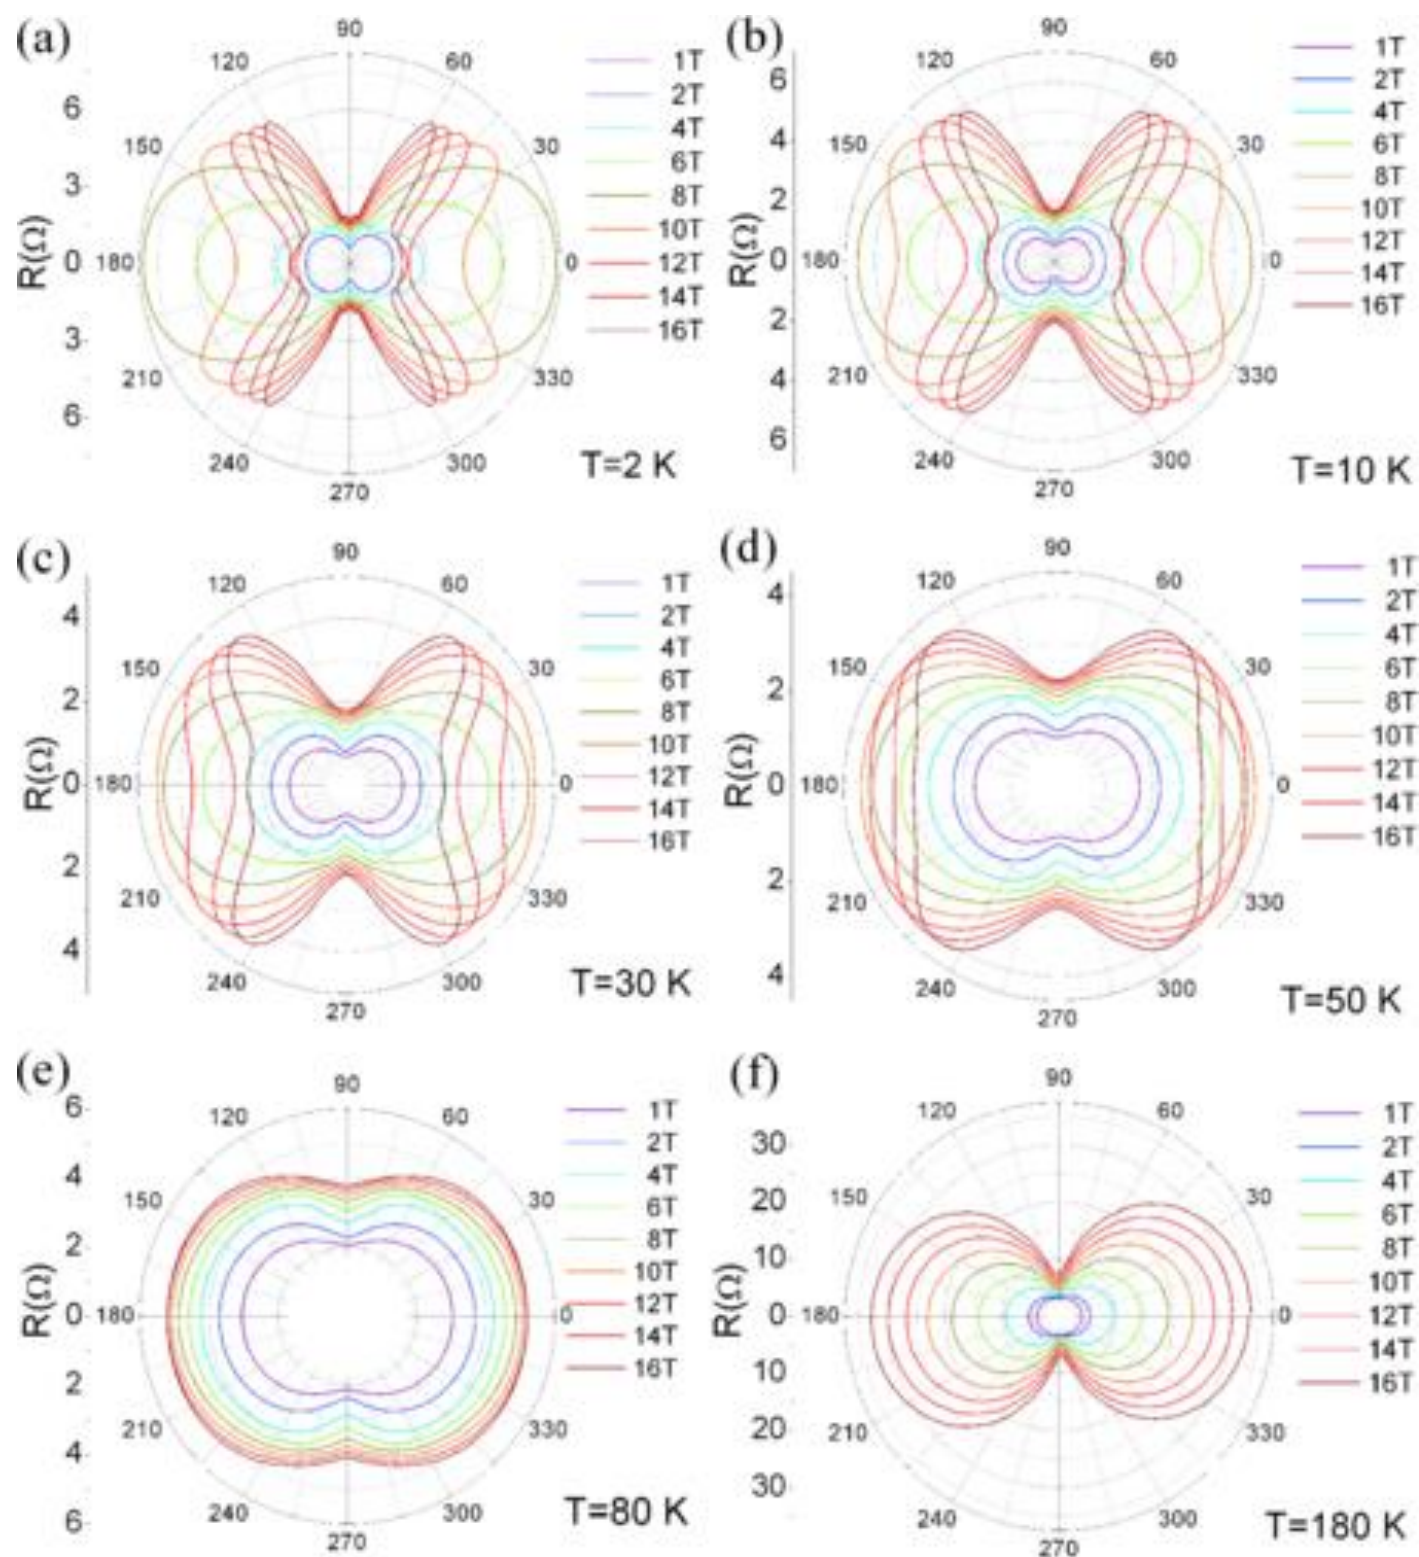 (a)
90
120
60
150
30
180
0
210
330
240
300
270
R(Ω)
6
3
0
3
6
1T
2T
4T
6T
8T
10T
12T
14T
16T
T=2 K
(b)
90
120
60
150
30
180
0
210
330
240
300
270
R(Ω)
6
4
2
0
2
4
6
1T
2T
4T
6T
8T
10T
12T
14T
16T
T=10 K
(c)
90
120
60
150
30
180
0
210
330
240
300
270
R(Ω)
4
2
0
2
4
1T
2T
4T
6T
8T
10T
12T
14T
16T
T=30 K
(d)
90
120
60
150
30
180
0
210
330
240
300
270
R(Ω)
4
2
0
2
4
1T
2T
4T
6T
8T
10T
12T
14T
16T
T=50 K
(e)
90
120
60
150
30
180
0
210
330
240
300
270
R(Ω)
6
4
2
0
2
4
6
1T
2T
4T
6T
8T
10T
12T
14T
16T
T=80 K
(f)
90
120
60
150
30
180
0
210
330
240
300
270
R(Ω)
30
20
10
0
10
20
30
1T
2T
4T
6T
8T
10T
12T
14T
16T
T=180 K